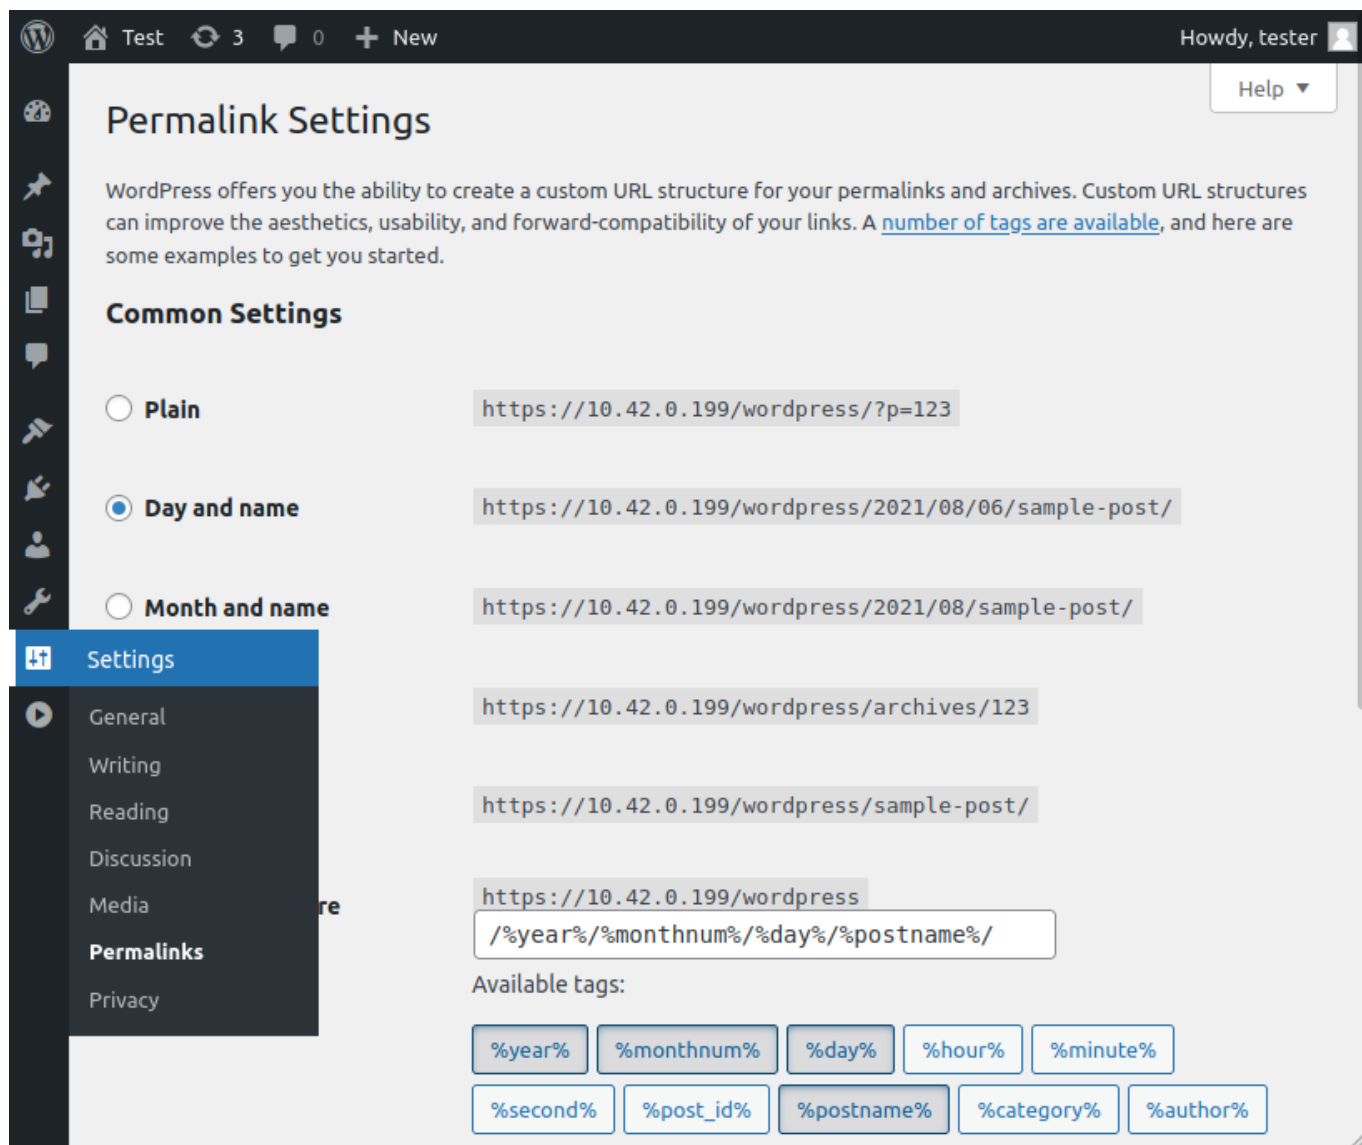 Test 3 0 New Howdy, tester
Help ▼
Permalink Settings
WordPress offers you the ability to create a custom URL structure for your permalinks and archives. Custom URL structures
can improve the aesthetics, usability, and forward-compatibility of your links. A number of tags are available, and here are
some examples to get you started.
Common Settings
Plain https://10.42.0.199/wordpress/?p=123
Day and name https://10.42.0.199/wordpress/2021/08/06/sample-post/
Month and name https://10.42.0.199/wordpress/2021/08/sample-post/
Settings
General
https://10.42.0.199/wordpress/archives/123
Writing
Reading
https://10.42.0.199/wordpress/sample-post/
Discussion
Media
re https://10.42.0.199/wordpress
/%year%/%monthnum%/%day%/%postname%/
Permalinks
Privacy
Available tags:
%year% %monthnum% %day% %hour% %minute%
%second% %post_id% %postname% %category% %author%